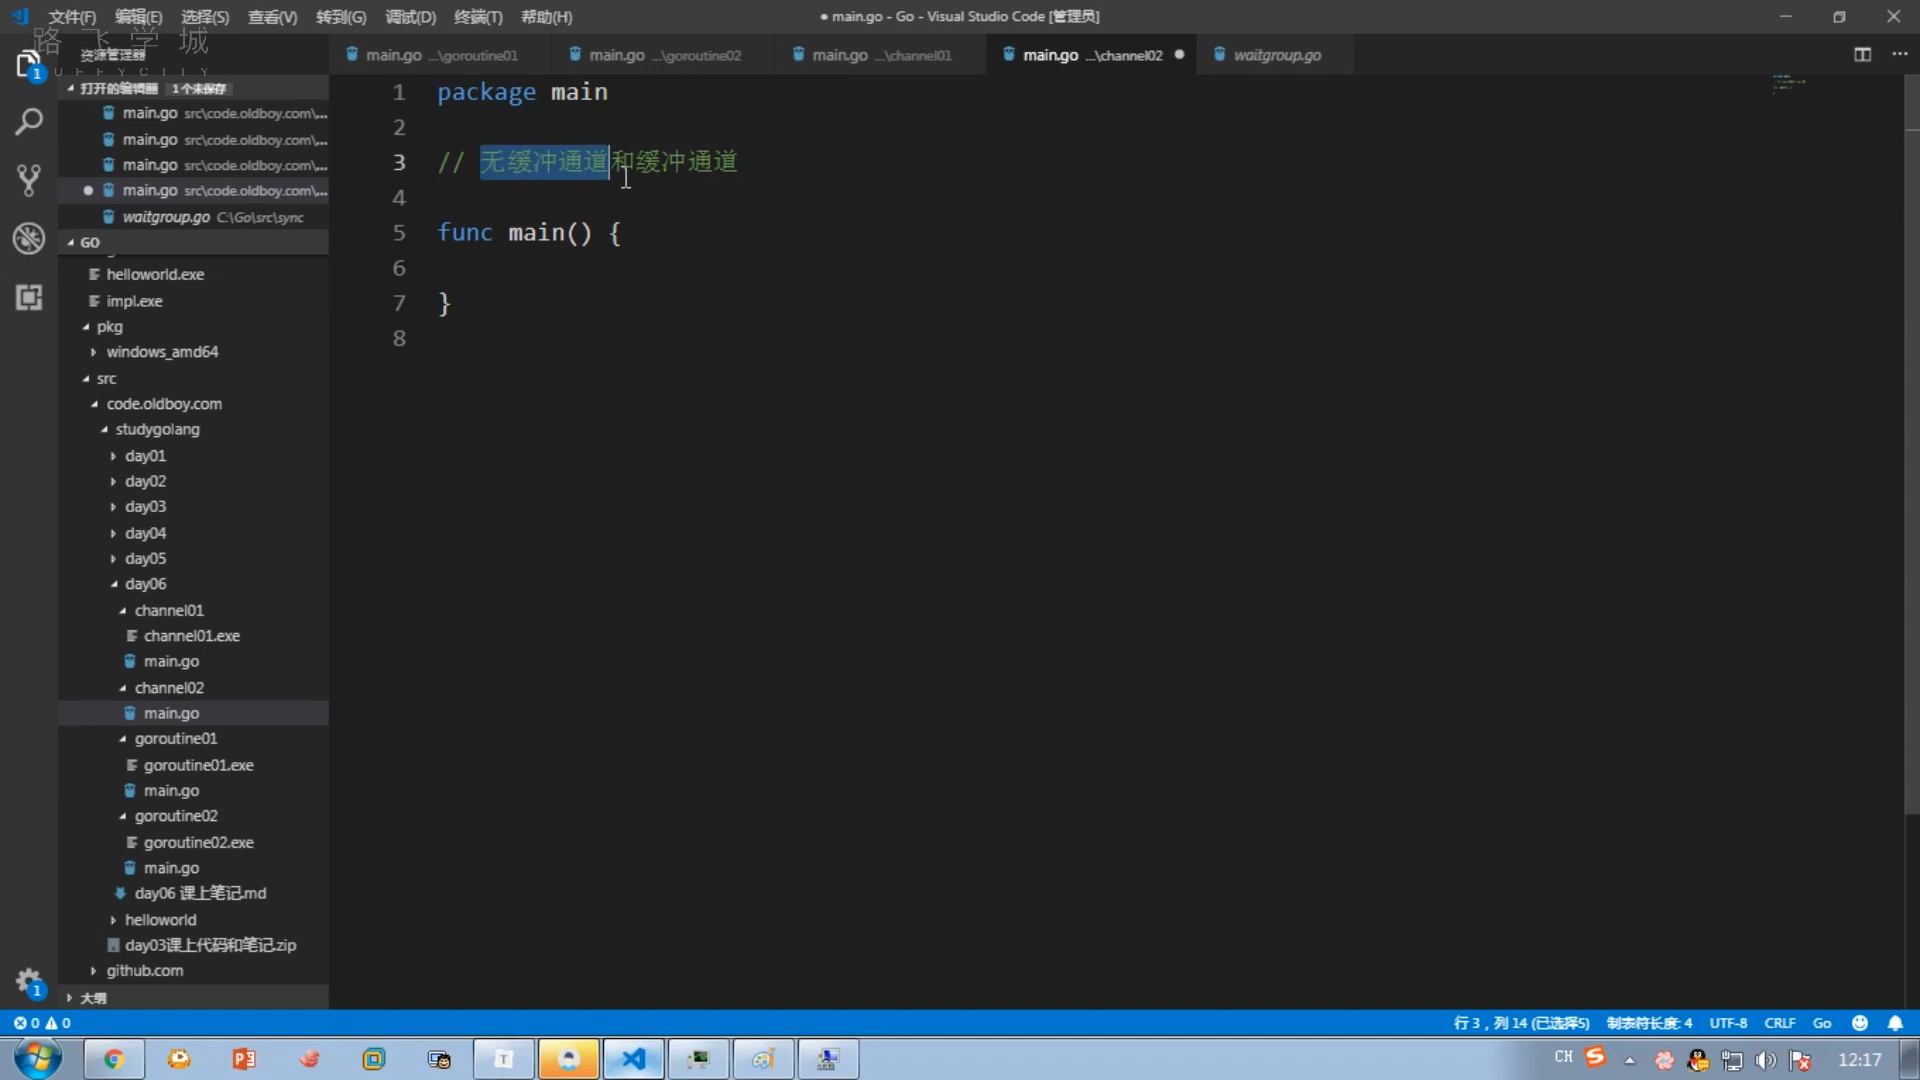 文件(F) 编辑(E) 选择(S) 查看(V) 转到(G) 调试(D) 终端(T) 帮助(H)
● main.go - Go - Visual Studio Code [管理员]
路飞学城
资源管理器
main.go ...\goroutine01
main.go ...\goroutine02
main.go ...\channel01
main.go ...\channel02 ●
waitgroup.go
打开的编辑器 1 个未保存
main.go src\code.oldboy.com\...
main.go src\code.oldboy.com\...
main.go src\code.oldboy.com\...
main.go src\code.oldboy.com\...
waitgroup.go C:\Go\src\sync
GO
helloworld.exe
impl.exe
pkg
windows_amd64
src
code.oldboy.com
studygolang
day01
day02
day03
day04
day05
day06
channel01
channel01.exe
main.go
channel02
main.go
goroutine01
goroutine01.exe
main.go
goroutine02
goroutine02.exe
main.go
day06 课上笔记.md
helloworld
day03课上代码和笔记.zip
github.com
大纲
1 package main
2
3 // 无缓冲通道和缓冲通道
4
5 func main() {
6
7 }
8
1
1
0 0
行 3，列 14 (已选择5) 制表符长度: 4 UTF-8 CRLF Go
CH 12:17